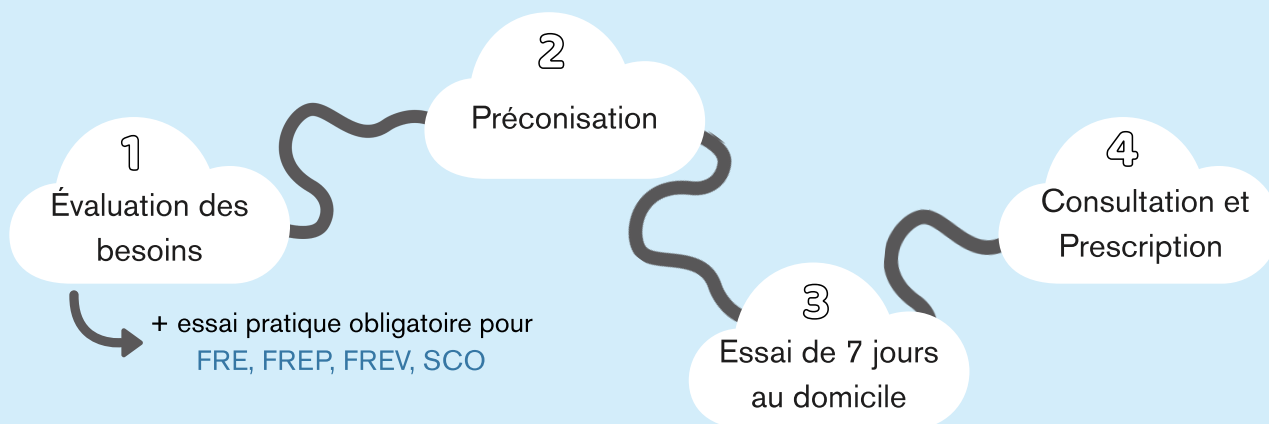 1
Évaluation des
besoins
+ essai pratique obligatoire pour
FRE, FREP, FREV, SCO
2
Préconisation
3
Essai de 7 jours
au domicile
4
Consultation et
Prescription